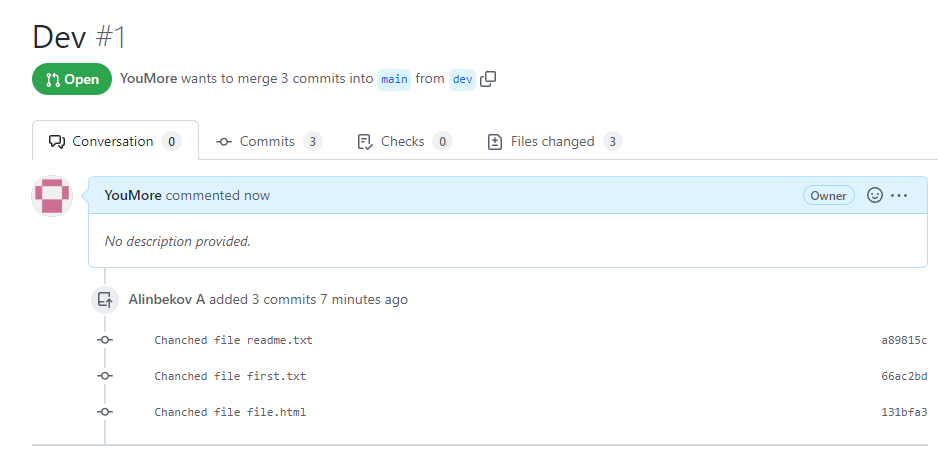 Dev #1
Open YouMore wants to merge 3 commits into main from dev
Conversation 0 Commits 3 Checks 0 Files changed 3
YouMore commented now Owner
No description provided.
Alinbekov A added 3 commits 7 minutes ago
Chanched file readme.txt a89815c
Chanched file first.txt 66ac2bd
Chanched file file.html 131bfa3